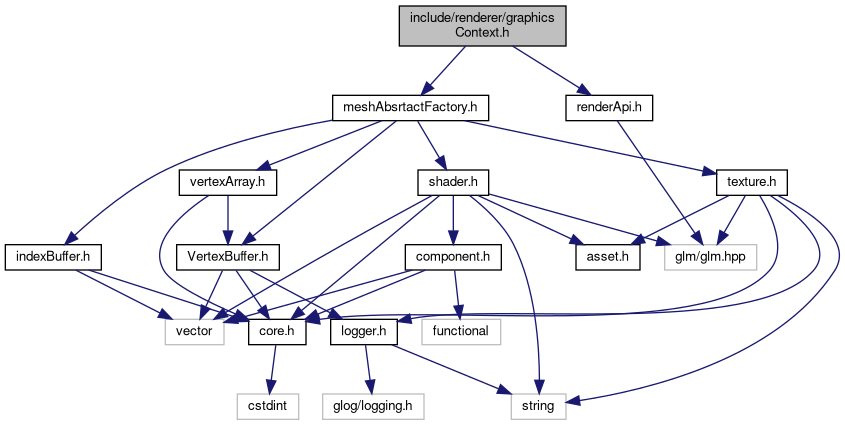 include/renderer/graphics
Context.h
meshAbsrtactFactory.h
renderApi.h
vertexArray.h
shader.h
texture.h
indexBuffer.h
VertexBuffer.h
component.h
asset.h
glm/glm.hpp
vector
core.h
logger.h
functional
cstdint
glog/logging.h
string